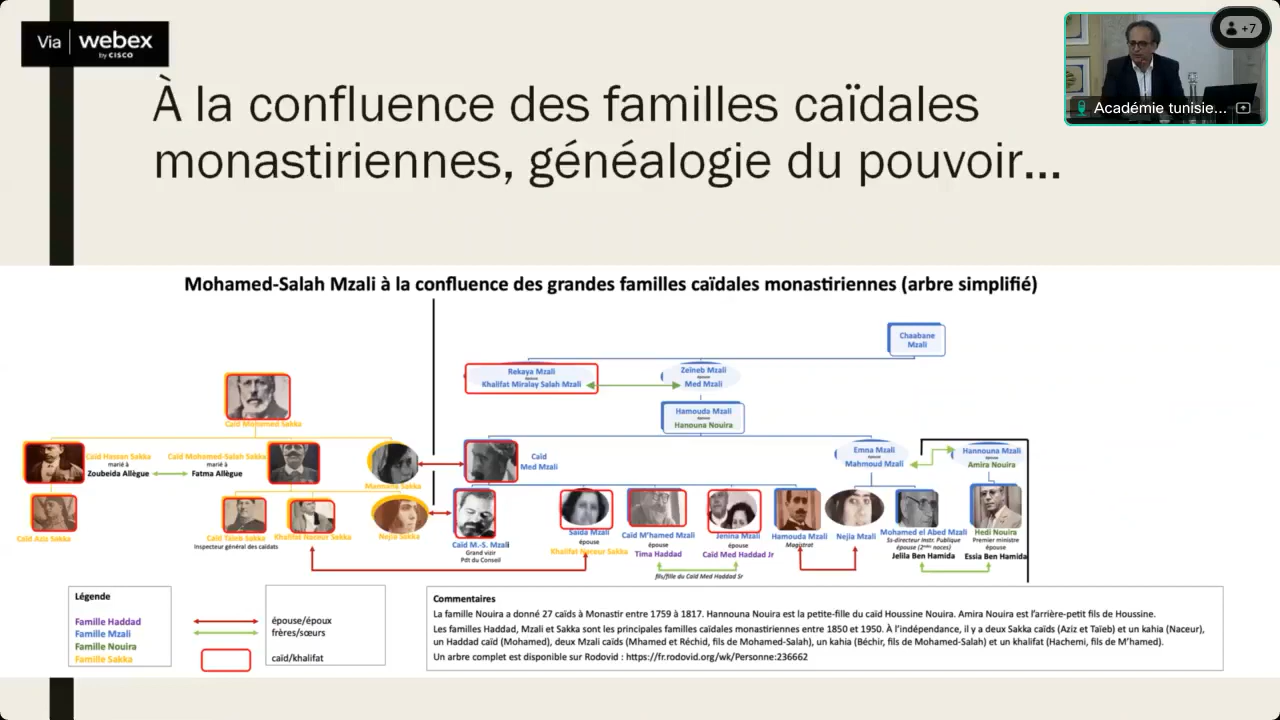 Via webex
by CISCO
+7
Académie tunisie...
À la confluence des familles caïdales
monastiriennes, généalogie du pouvoir...
Mohamed-Salah Mzali à la confluence des grandes familles caïdales monastiriennes (arbre simplifié)
Chaabane
Mzali
Rekaya Mzali
épouse
Khalifat Miralay Salah Mzali
Zeïneb Mzali
épouse
Med Mzali
Hamouda Mzali
épouse
Hanouna Nouira
Caïd Mohamed Sakka
Caïd Hassan Sakka
marié à
Zoubeida Allègue
Caïd Mohamed-Salah Sakka
marié à
Fatma Allègue
Mannana Sakka
Caïd
Med Mzali
Emna Mzali
épouse
Mahmoud Mzali
Hannouna Mzali
épouse
Amira Nouira
Caïd Aziz Sakka
Caïd Taïeb Sakka
Inspecteur général des caïdats
Khalifat Naceur Sakka
Nejia Sakka
Caïd M.-S. Mzali
Grand vizir
Pdt du Conseil
Saïda Mzali
épouse
Khalifat Naceur Sakka
Caïd M'hamed Mzali
épouse
Tima Haddad
Jenina Mzali
épouse
Caïd Med Haddad Jr
fils/fille du Caïd Med Haddad Sr
Hamouda Mzali
Magistrat
Nejia Mzali
Mohamed el Abed Mzali
Ss-directeur Instr. Publique
épouse (2èmes noces)
Jelila Ben Hamida
Hedi Nouira
Premier ministre
épouse
Essia Ben Hamida
Légende
Famille Haddad
Famille Mzali
Famille Nouira
Famille Sakka
épouse/époux
frères/sœurs
caïd/khalifat
Commentaires
La famille Nouira a donné 27 caïds à Monastir entre 1759 à 1817. Hannouna Nouira est la petite-fille du caïd Houssine Nouira. Amira Nouira est l'arrière-petit fils de Houssine.
Les familles Haddad, Mzali et Sakka sont les principales familles caïdales monastiriennes entre 1850 et 1950. À l'indépendance, il y a deux Sakka caïds (Aziz et Taïeb) et un kahia (Naceur),
un Haddad caïd (Mohamed), deux Mzali caïds (Mhamed et Réchid, fils de Mohamed-Salah), un kahia (Béchir, fils de Mohamed-Salah) et un khalifat (Hachemi, fils de M'hamed).
Un arbre complet est disponible sur Rodovid : https://fr.rodovid.org/wk/Personne:236662